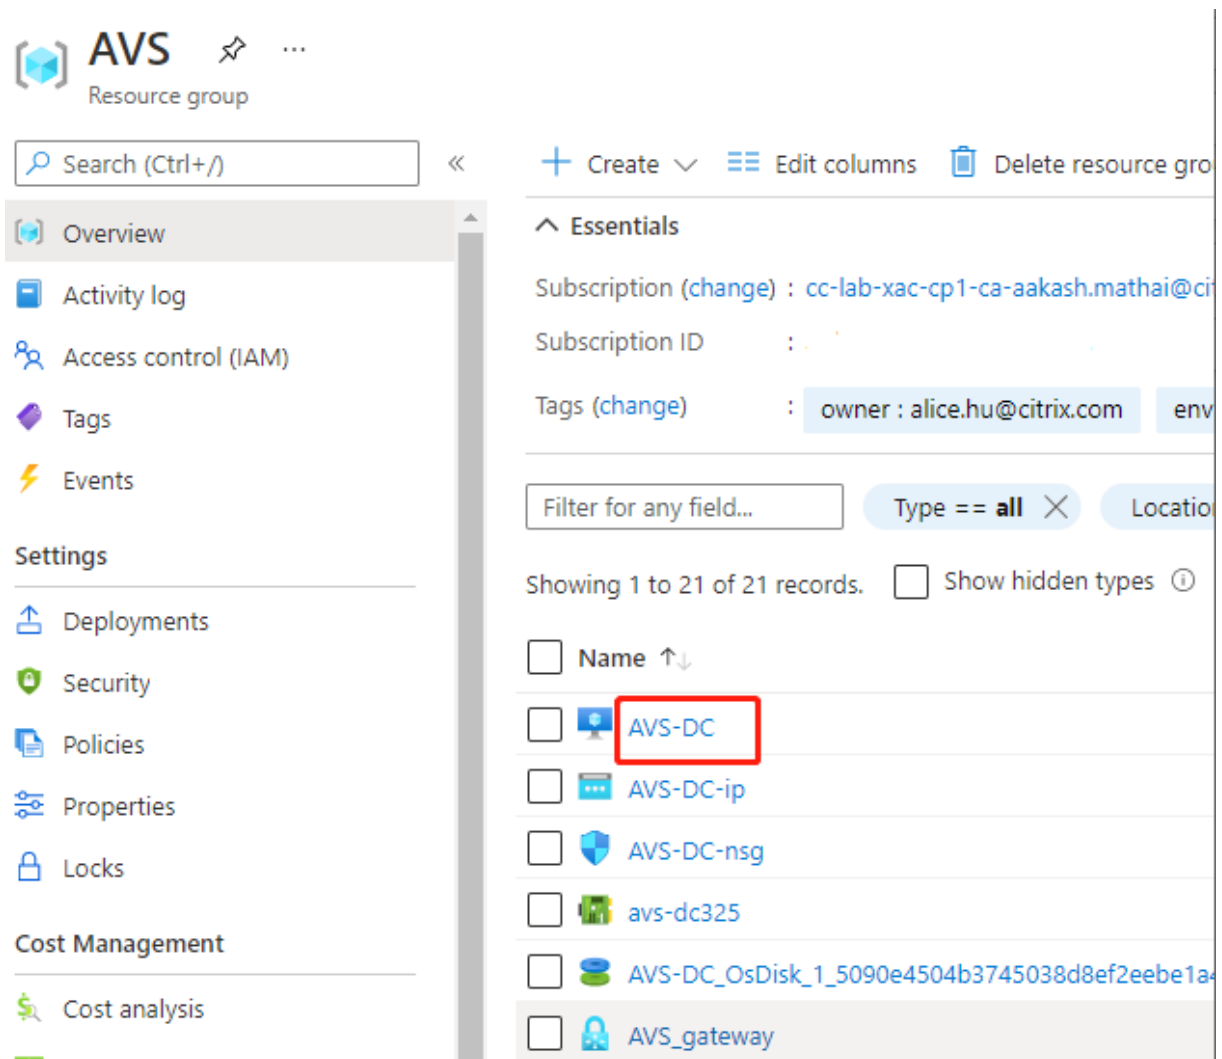 AVS
Resource group
Search (Ctrl+/)
Overview
Activity log
Access control (IAM)
Tags
Events
Settings
Deployments
Security
Policies
Properties
Locks
Cost Management
Cost analysis
Create
Edit columns
Delete resource gro
Essentials
Subscription (change) : cc-lab-xac-cp1-ca-aakash.mathai@cit
Subscription ID :
Tags (change) : owner : alice.hu@citrix.com env
Filter for any field... Type == all Location
Showing 1 to 21 of 21 records. Show hidden types
Name
AVS-DC
AVS-DC-ip
AVS-DC-nsg
avs-dc325
AVS-DC_OsDisk_1_5090e4504b3745038d8ef2eebe1a4
AVS_gateway